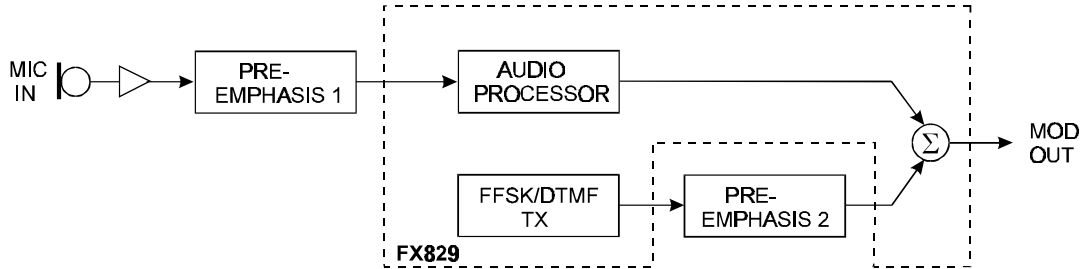 MIC
IN
PRE-
EMPHASIS 1
AUDIO
PROCESSOR
Σ
MOD
OUT
FFSK/DTMF
TX
PRE-
EMPHASIS 2
FX829